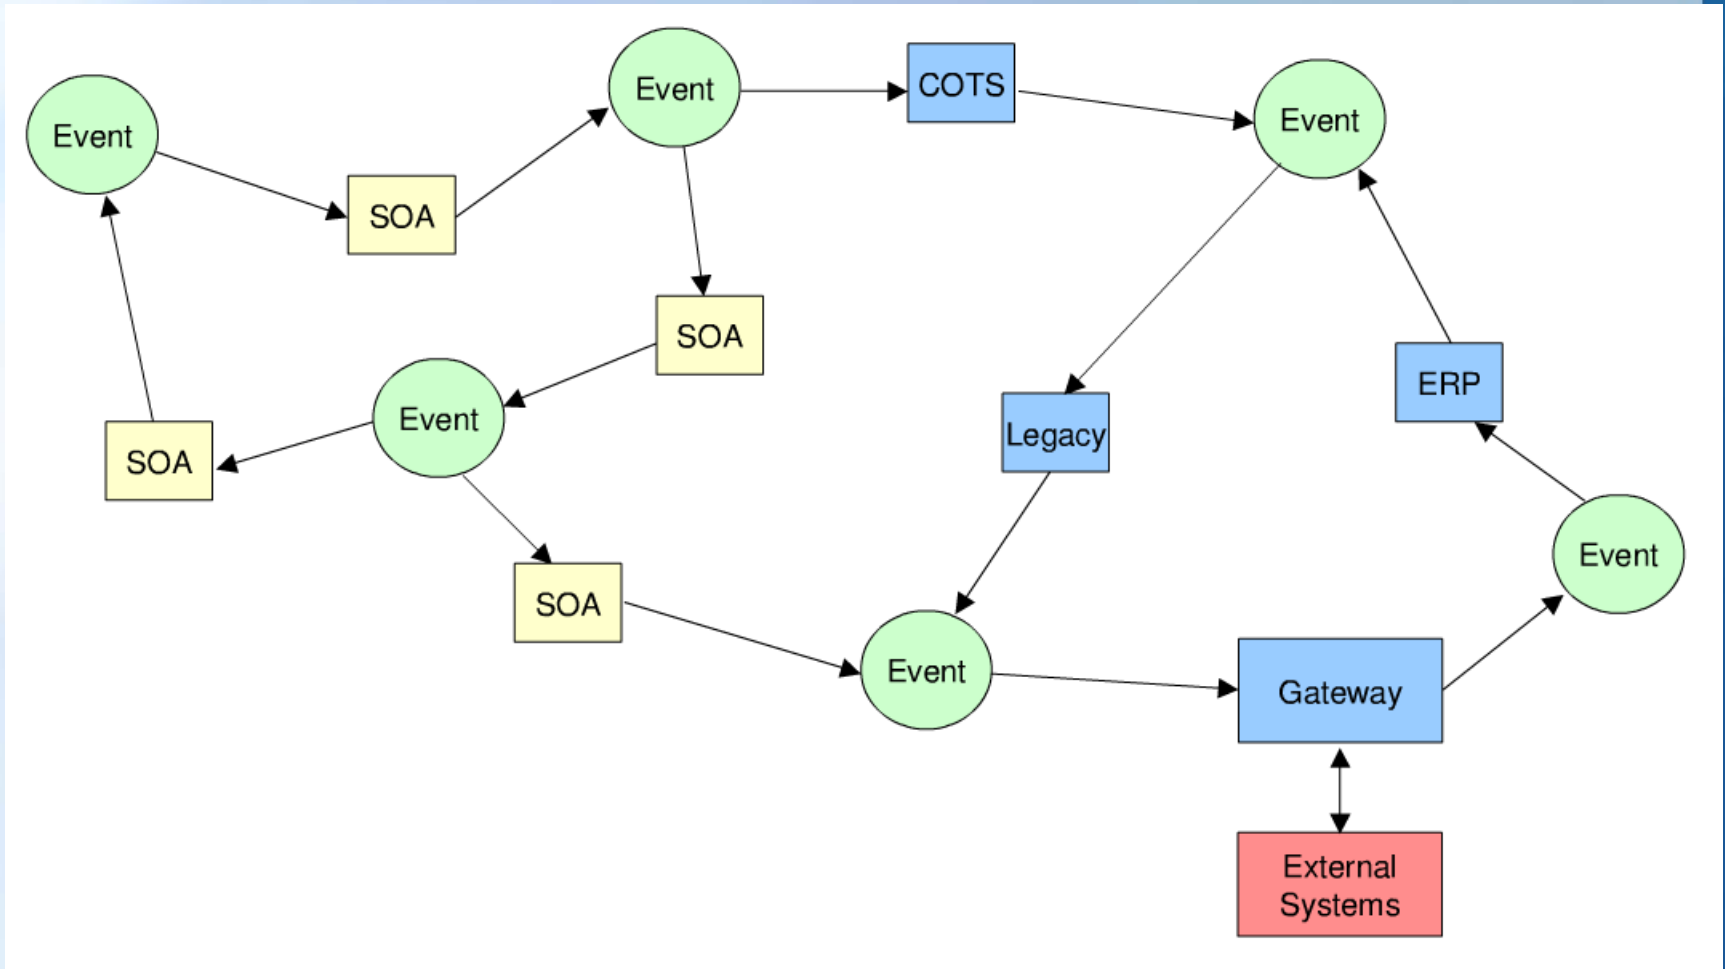 Event
COTS
Event
Event
SOA
SOA
Event
ERP
Legacy
SOA
Event
SOA
Event
Gateway
External
Systems